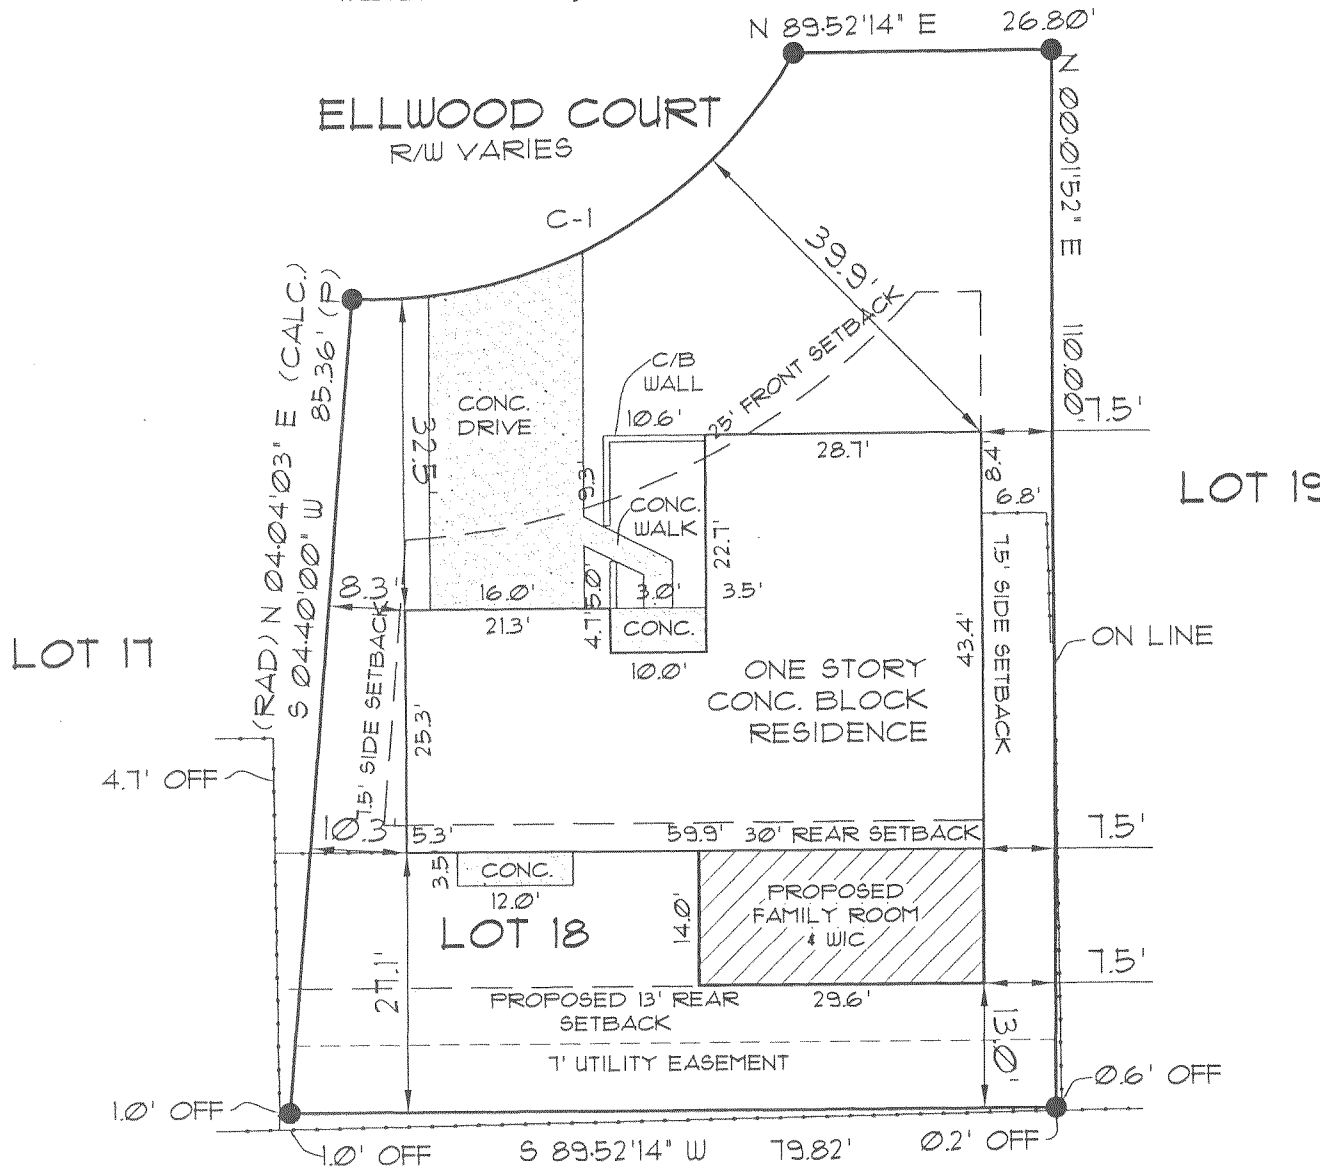 N 89°52'14" E 26.80'
N 00°01'52" E 110.00'
ELLWOOD COURT
R/W VARIES
C-1
39.9'
25' FRONT SETBACK
(RAD) N 04°04'03" E (CALC.)
S 04°40'00" W 85.36' (P)
C/B
WALL
10.6'
CONC.
DRIVE
32.5'
28.7'
7.5'
8.4'
6.8'
LOT 19
9.3'
CONC.
WALK
22.7'
8.3'
16.0'
5.0'
3.0'
3.5'
21.3'
4.7'
CONC.
10.0'
43.4'
7.5' SIDE SETBACK
ON LINE
LOT 17
ONE STORY
CONC. BLOCK
RESIDENCE
25.3'
7.5' SIDE SETBACK
4.7' OFF
10.3'
5.3'
59.9'
30' REAR SETBACK
7.5'
3.5'
CONC.
12.0'
LOT 18
14.0'
PROPOSED
FAMILY ROOM
& WIC
27.1'
7.5'
PROPOSED 13' REAR
SETBACK
29.6'
13.0'
7' UTILITY EASEMENT
0.6' OFF
1.0' OFF
1.0' OFF
S 89°52'14" W 79.82'
0.2' OFF